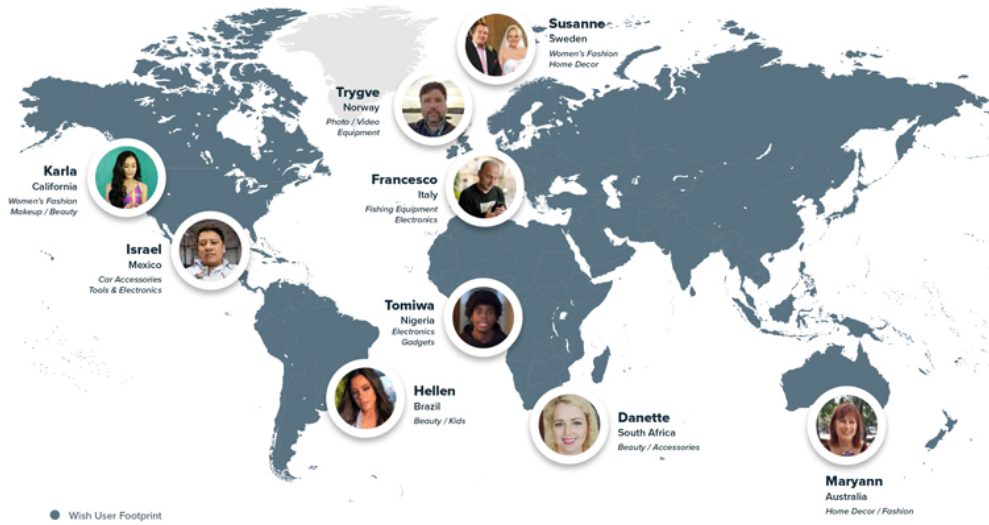 Susanne
Sweden
Women's Fashion
Home Decor
Trygve
Norway
Photo / Video
Equipment
Karla
California
Women's Fashion
Makeup / Beauty
Francesco
Italy
Fishing Equipment
Electronics
Israel
Mexico
Car Accessories
Tools & Electronics
Tomiwa
Nigeria
Electronics
Gadgets
Hellen
Brazil
Beauty / Kids
Danette
South Africa
Beauty / Accessories
Maryann
Australia
Home Decor / Fashion
Wish User Footprint